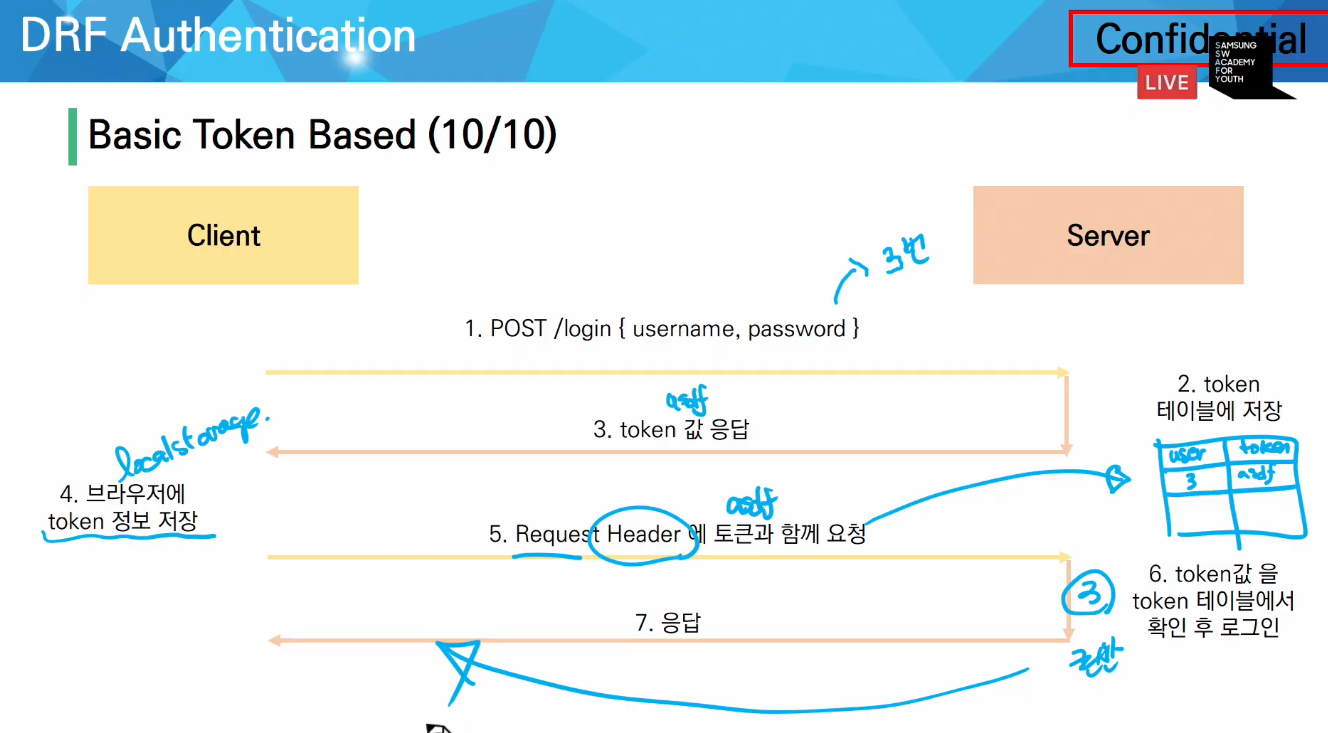 DRF Authentication
Confidential
SAMSUNG
SW
ACADEMY
FOR
YOUTH
LIVE
Basic Token Based (10/10)
Client
Server
3번
1. POST /login { username, password }
2. token
테이블에 저장
asdf
3. token 값 응답
user token
3 asdf
localstorage.
4. 브라우저에
token 정보 저장
asdf
5. Request Header 에 토큰과 함께 요청
3
6. token값 을
token 테이블에서
확인 후 로그인
7. 응답